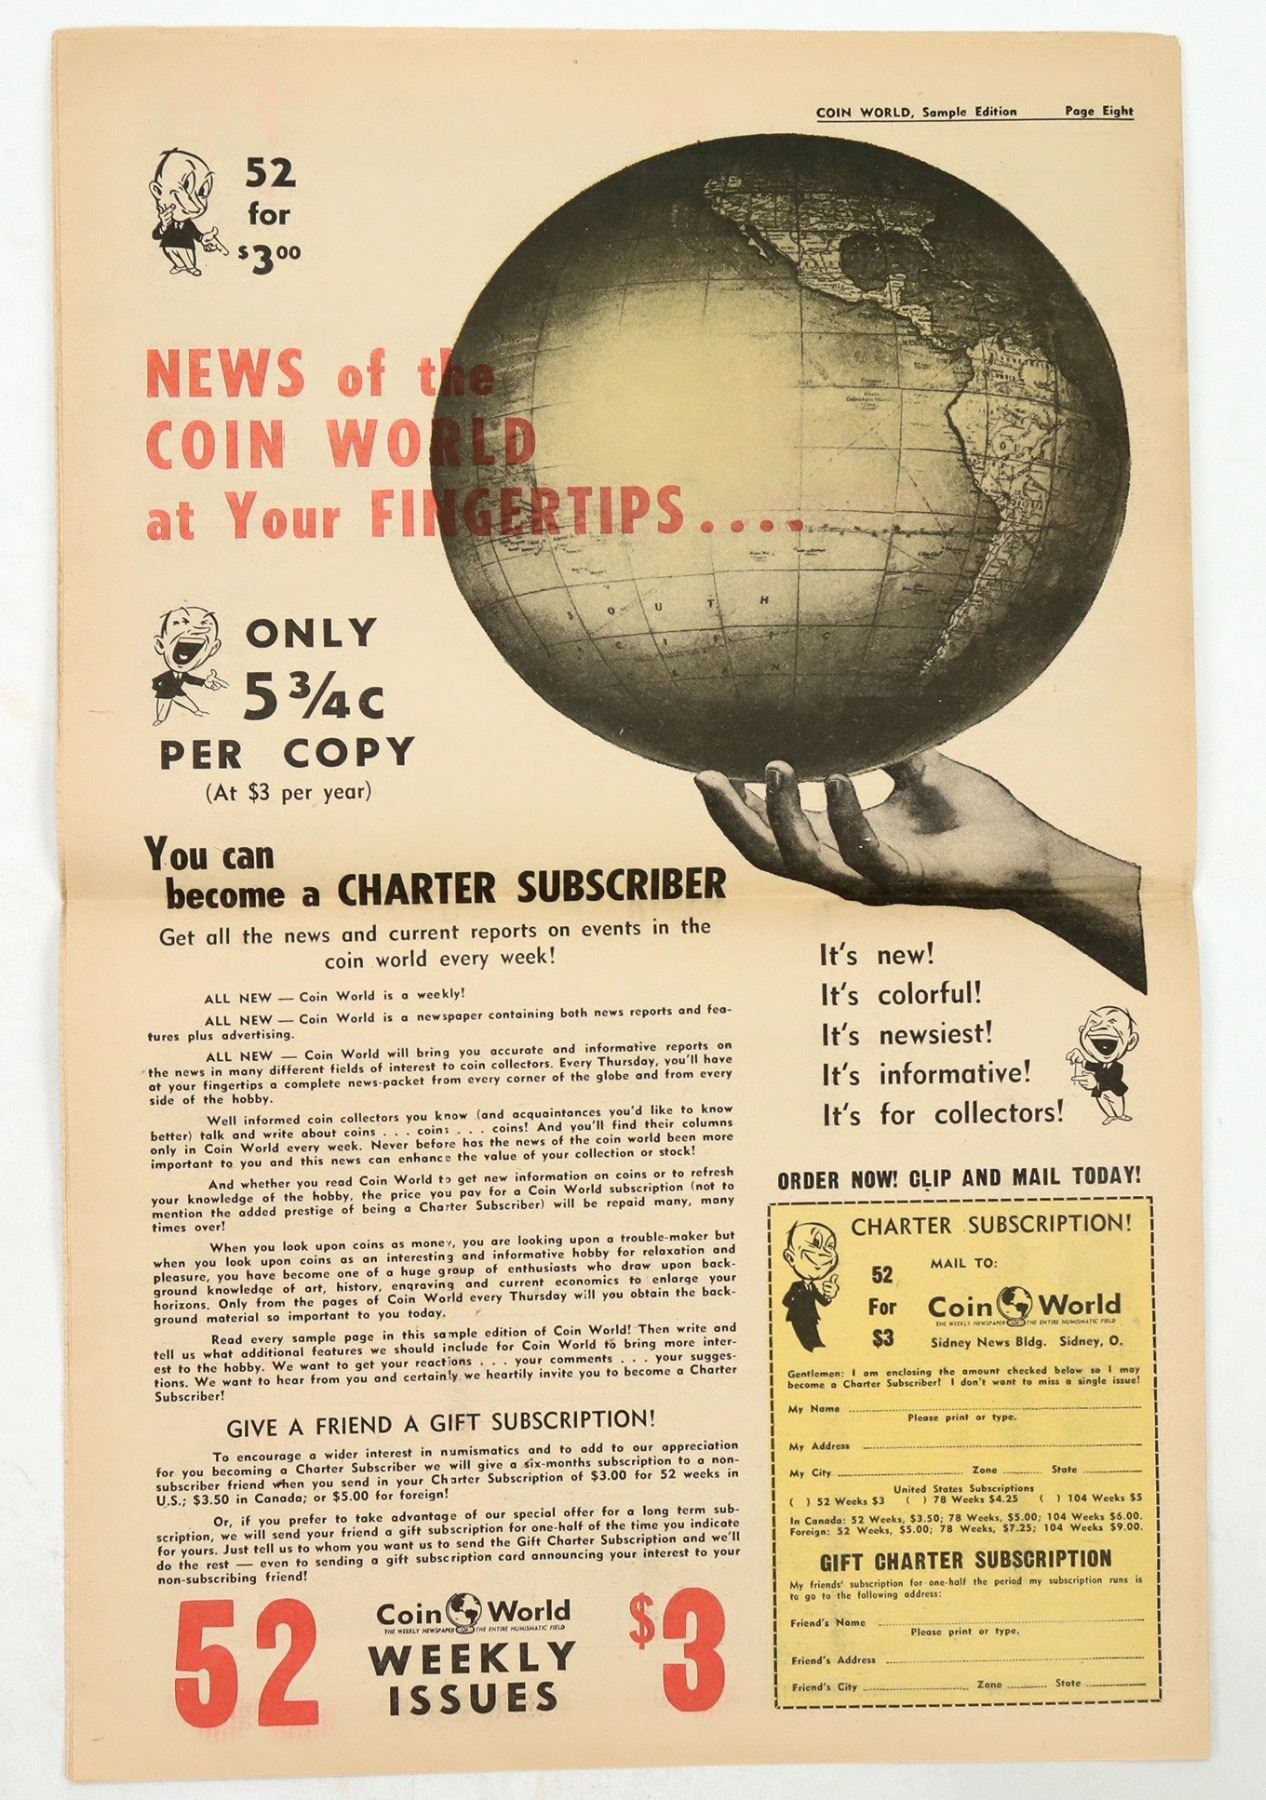 COIN WORLD, Sample Edition Page Eight
52
for
$3.00
NEWS of the
COIN WORLD
at Your FINGERTIPS....
SOUTH
PACIFIC
OCEAN
ONLY
5 3/4c
PER COPY
(At $3 per year)
You can
become a CHARTER SUBSCRIBER
Get all the news and current reports on events in the
coin world every week!
ALL NEW — Coin World is a weekly!
ALL NEW — Coin World is a newspaper containing both news reports and fea-
tures plus advertising.
ALL NEW — Coin World will bring you accurate and informative reports on
the news in many different fields of interest to coin collectors. Every Thursday, you'll have
at your fingertips a complete news-packet from every corner of the globe and from every
side of the hobby.
Well informed coin collectors you know (and acquaintances you'd like to know
better) talk and write about coins . . . coins . . . coins! And you'll find their columns
only in Coin World every week. Never before has the news of the coin world been more
important to you and this news can enhance the value of your collection or stock!
And whether you read Coin World to get new information on coins or to refresh
your knowledge of the hobby, the price you pay for a Coin World subscription (not to
mention the added prestige of being a Charter Subscriber) will be repaid many, many
times over!
When you look upon coins as money, you are looking upon a trouble-maker but
when you look upon coins as an interesting and informative hobby for relaxation and
pleasure, you have become one of a huge group of enthusiasts who draw upon back-
ground knowledge of art, history, engraving and current economics to enlarge your
horizons. Only from the pages of Coin World every Thursday will you obtain the back-
ground material so important to you today.
Read every sample page in this sample edition of Coin World! Then write and
tell us what additional features we should include for Coin World to bring more inter-
est to the hobby. We want to get your reactions . . . your comments . . . your sugges-
tions. We want to hear from you and certainly we heartily invite you to become a Charter
Subscriber!
GIVE A FRIEND A GIFT SUBSCRIPTION!
To encourage a wider interest in numismatics and to add to our appreciation
for you becoming a Charter Subscriber we will give a six-months subscription to a non-
subscriber friend when you send in your Charter Subscription of $3.00 for 52 weeks in
U.S.; $3.50 in Canada; or $5.00 for foreign!
Or, if you prefer to take advantage of our special offer for a long term sub-
scription, we will send your friend a gift subscription for one-half of the time you indicate
for yours. Just tell us to whom you want us to send the Gift Charter Subscription and we'll
do the rest — even to sending a gift subscription card announcing your interest to your
non-subscribing friend!
52
Coin World
THE WEEKLY NEWSPAPER OF THE ENTIRE NUMISMATIC FIELD
WEEKLY
ISSUES
$3
It's new!
It's colorful!
It's newsiest!
It's informative!
It's for collectors!
ORDER NOW! CLIP AND MAIL TODAY!
CHARTER SUBSCRIPTION!
52
For
$3
MAIL TO:
Coin World
THE WEEKLY NEWSPAPER OF THE ENTIRE NUMISMATIC FIELD
Sidney News Bldg. Sidney, O.
Gentlemen: I am enclosing the amount checked below so I may
become a Charter Subscriber! I don't want to miss a single issue!
My Name
Please print or type.
My Address
My City Zone State
United States Subscriptions
( ) 52 Weeks $3 ( ) 78 Weeks $4.25 ( ) 104 Weeks $5
In Canada: 52 Weeks, $3.50; 78 Weeks, $5.00; 104 Weeks $6.00.
Foreign: 52 Weeks, $5.00; 78 Weeks, $7.25; 104 Weeks $9.00.
GIFT CHARTER SUBSCRIPTION
My friends' subscription for one-half the period my subscription runs is
to go to the following address:
Friend's Name
Please print or type.
Friend's Address
Friend's City Zone State